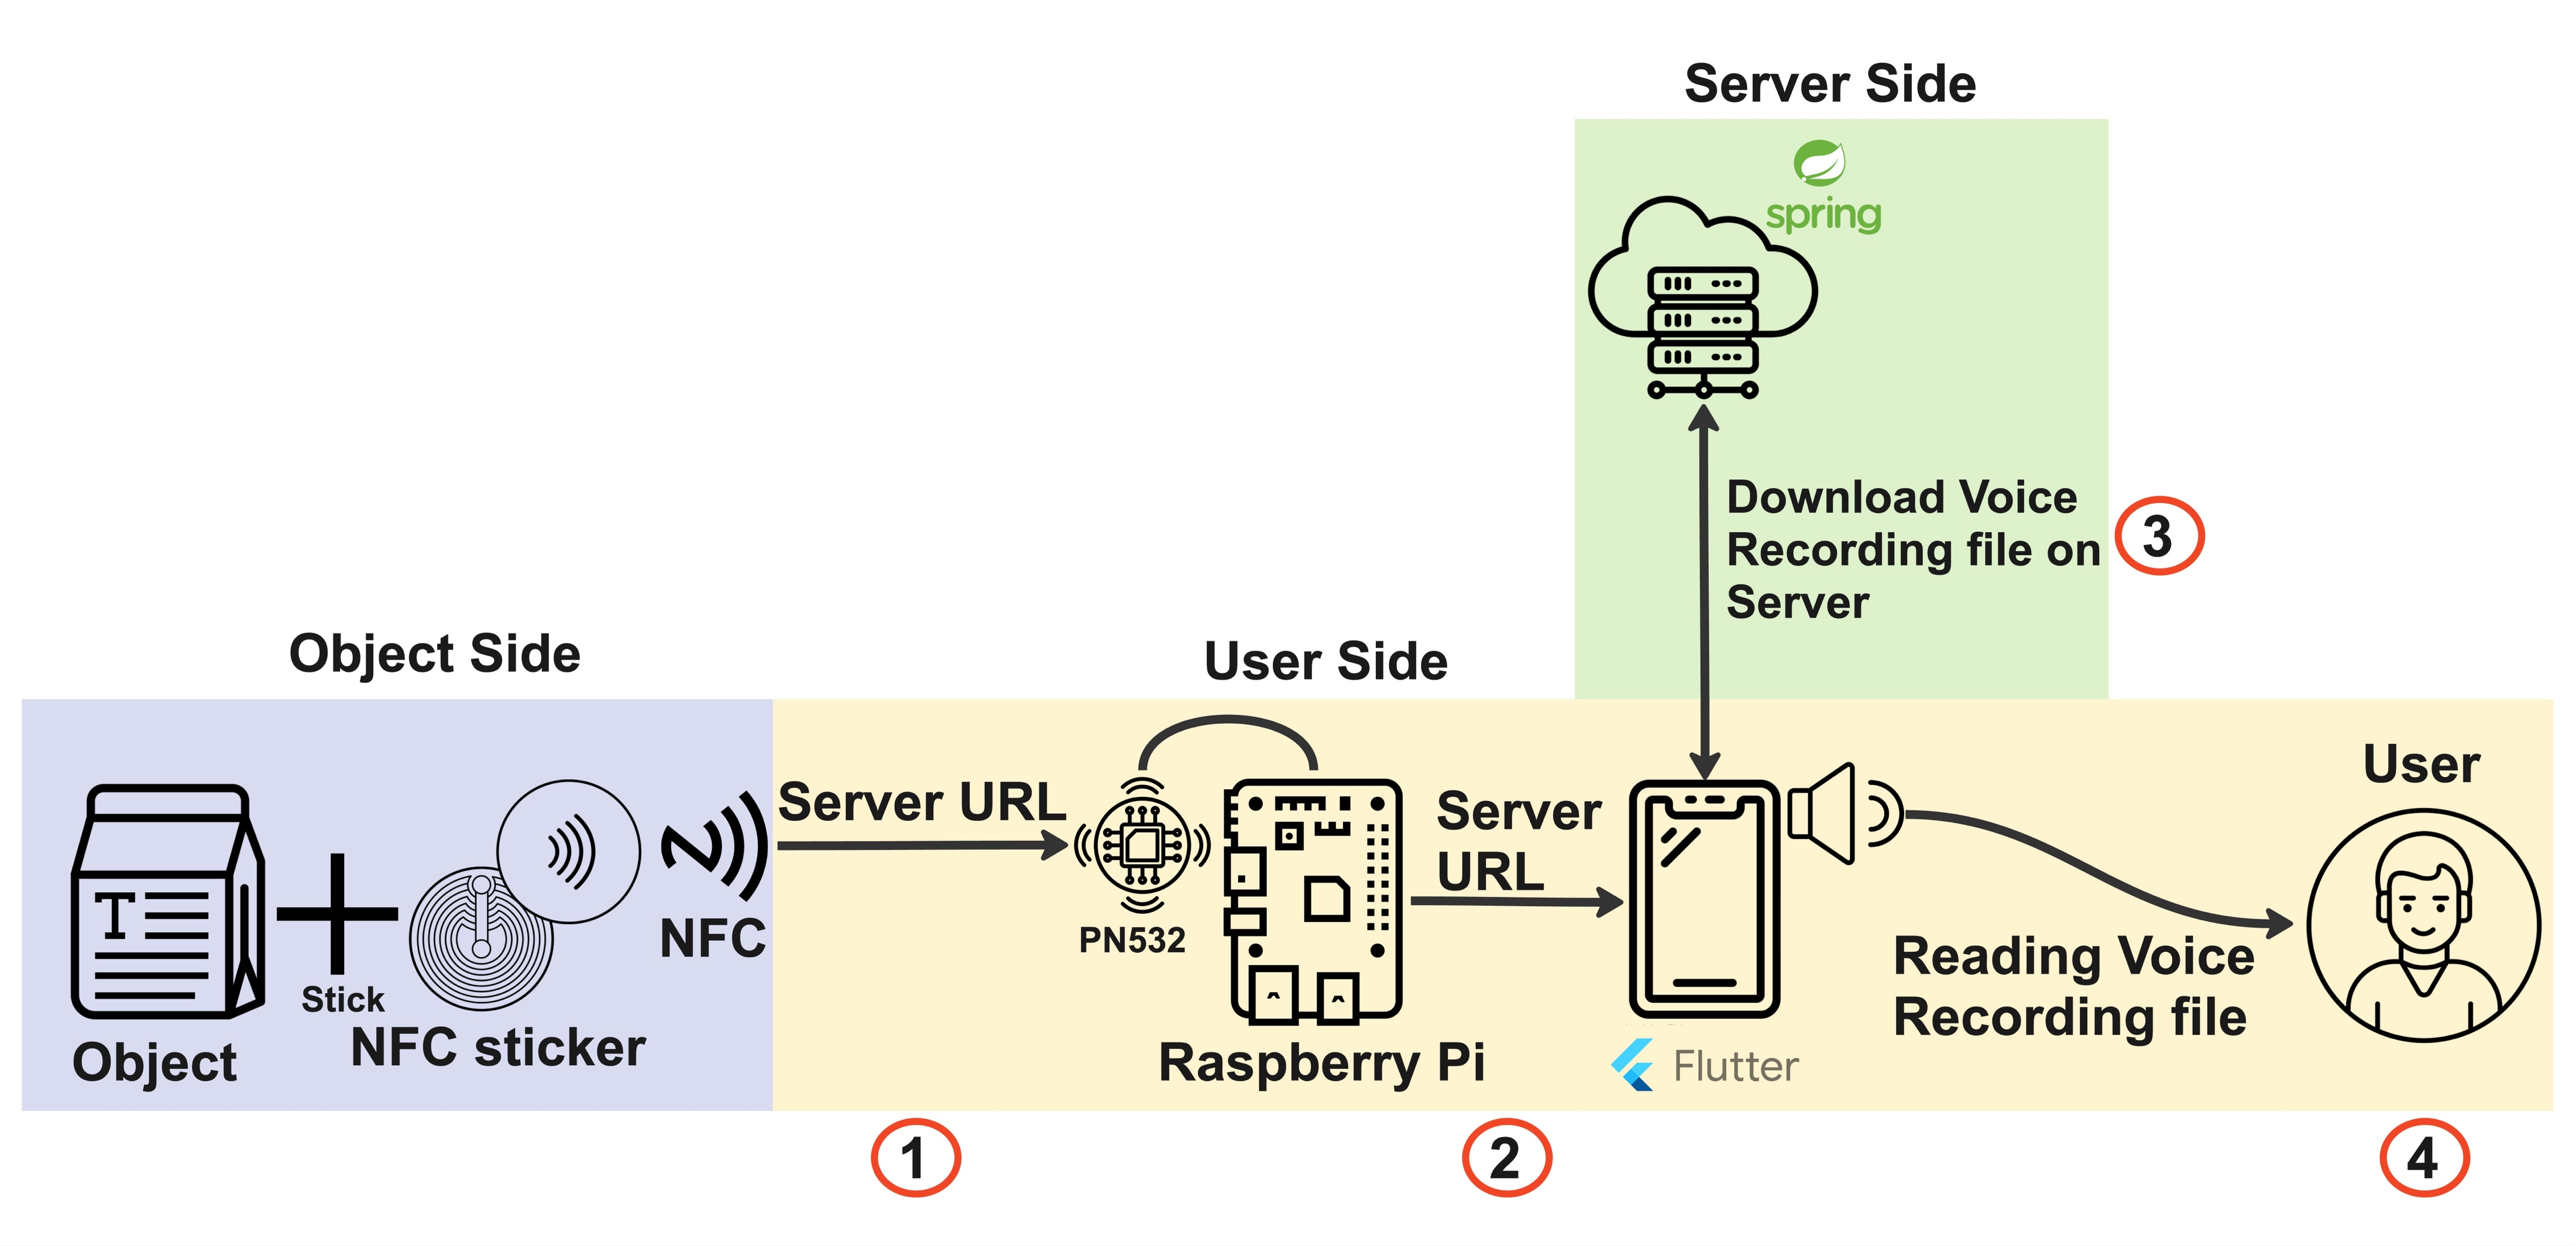 Server Side
spring
Download Voice
Recording file on
Server
3
Object Side
User Side
T
Stick
Object
NFC sticker
NFC
Server URL
PN532
Raspberry Pi
Server
URL
Flutter
Reading Voice
Recording file
User
1
2
4